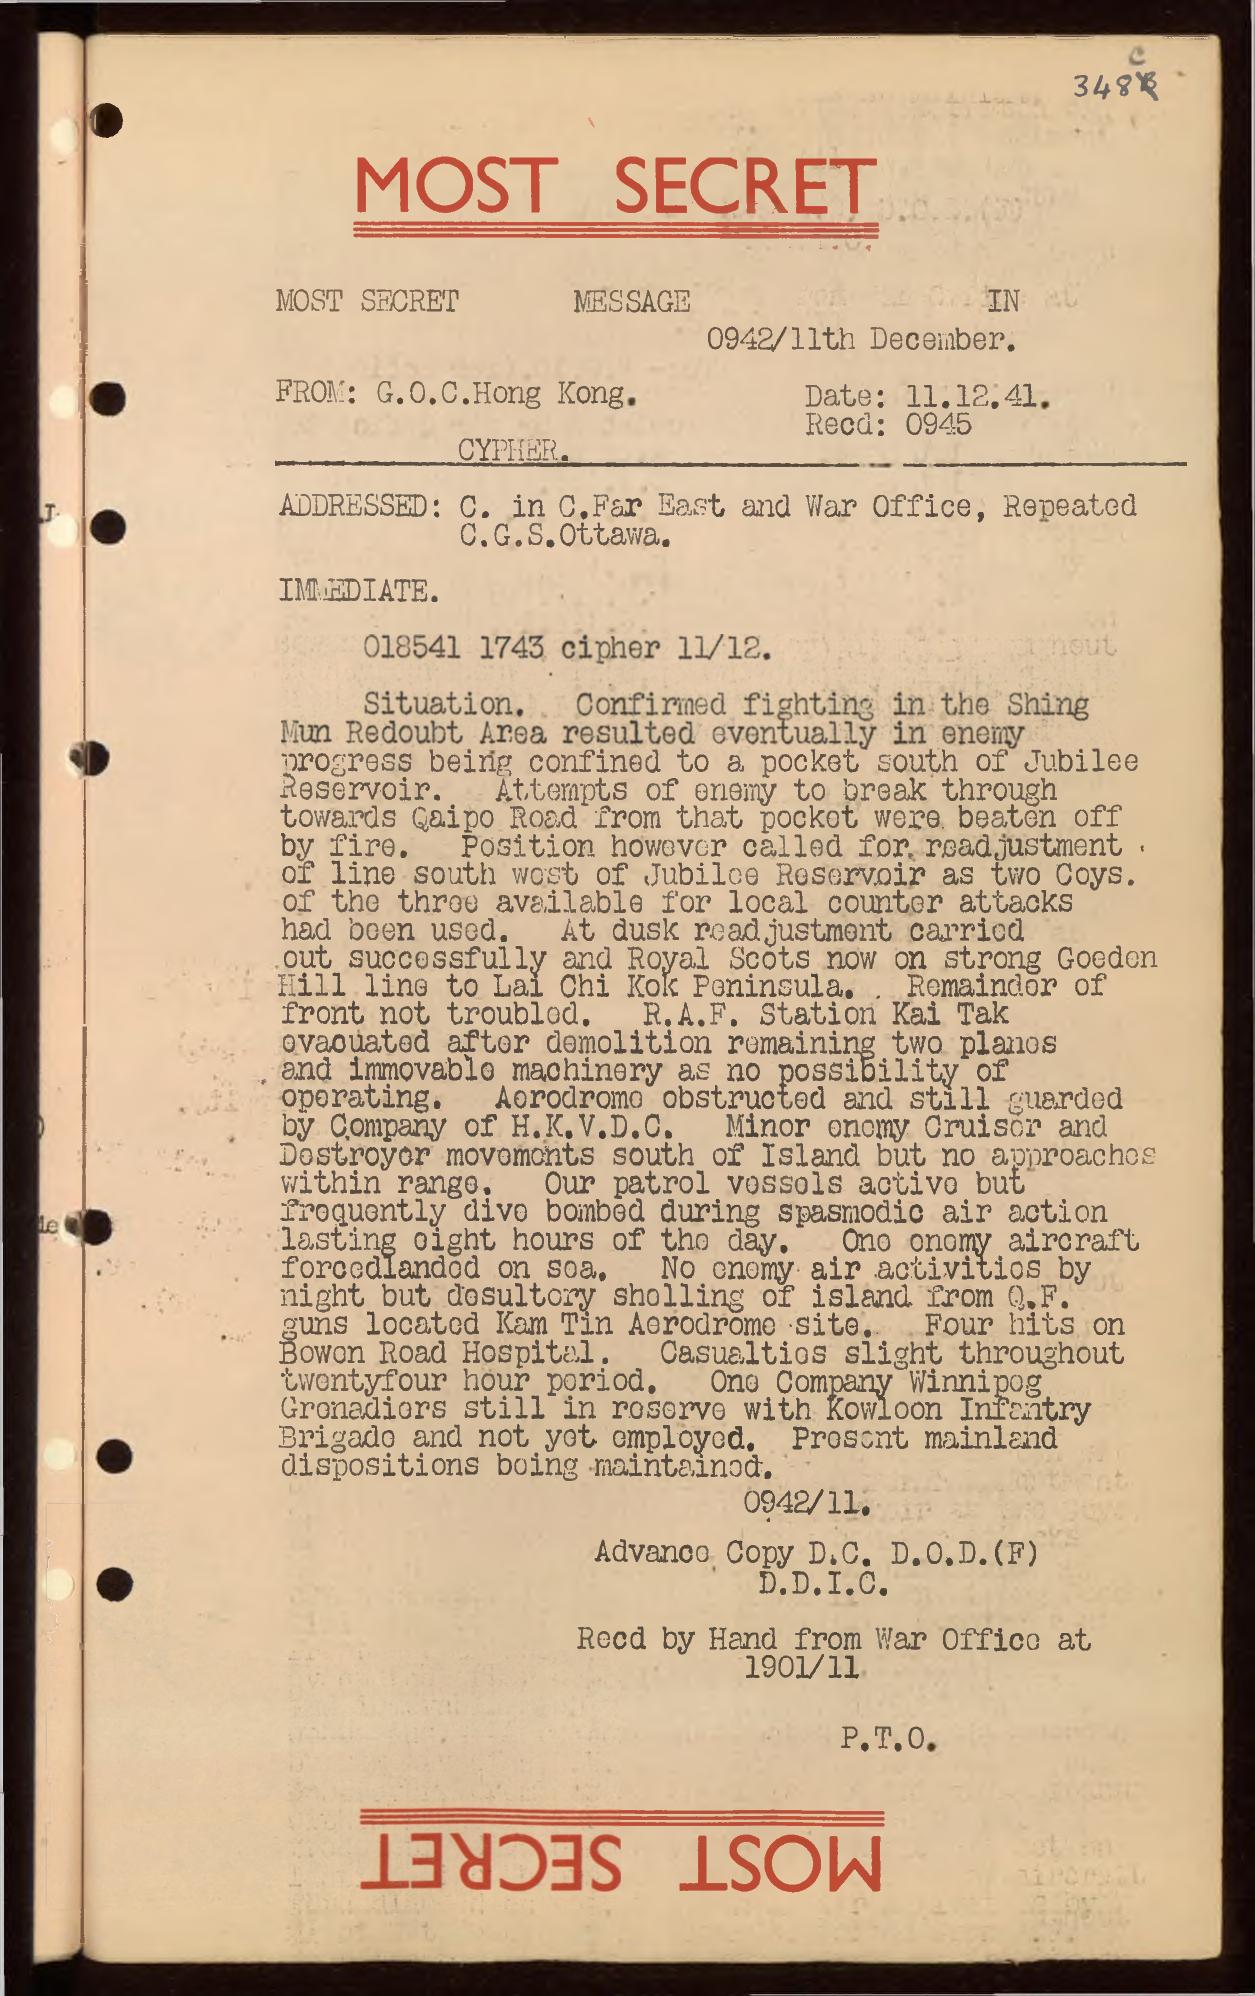 C
348B
MOST SECRET
MOST SECRET MESSAGE IN
0942/11th December.
FROM: G.O.C.Hong Kong. Date: 11.12.41.
Recd: 0945
CYPHER.
ADDRESSED: C. in C.Far East and War Office, Repeated
C.G.S.Ottawa.
IMMEDIATE.
018541 1743 cipher 11/12.
Situation. Confirmed fighting in the Shing
Mun Redoubt Area resulted eventually in enemy
progress being confined to a pocket south of Jubilee
Reservoir. Attempts of enemy to break through
towards Qaipo Road from that pocket were beaten off
by fire. Position however called for readjustment
of line south west of Jubilee Reservoir as two Coys.
of the three available for local counter attacks
had been used. At dusk readjustment carried
out successfully and Royal Scots now on strong Goeden
Hill line to Lai Chi Kok Peninsula. Remainder of
front not troubled. R.A.F. Station Kai Tak
evacuated after demolition remaining two planes
and immovable machinery as no possibility of
operating. Aerodrome obstructed and still guarded
by Company of H.K.V.D.C. Minor enemy Cruiser and
Destroyer movements south of Island but no approaches
within range. Our patrol vessels active but
frequently dive bombed during spasmodic air action
lasting eight hours of the day. One enemy aircraft
forcedlanded on sea. No enemy air activities by
night but desultory shelling of island from Q.F.
guns located Kam Tin Aerodrome site. Four hits on
Bowen Road Hospital. Casualties slight throughout
twentyfour hour period. One Company Winnipeg
Grenadiers still in reserve with Kowloon Infantry
Brigade and not yet employed. Present mainland
dispositions being maintained.
0942/11.
Advance Copy D.C. D.O.D.(F)
D.D.I.C.
Recd by Hand from War Office at
1901/11
P.T.O.
MOST SECRET